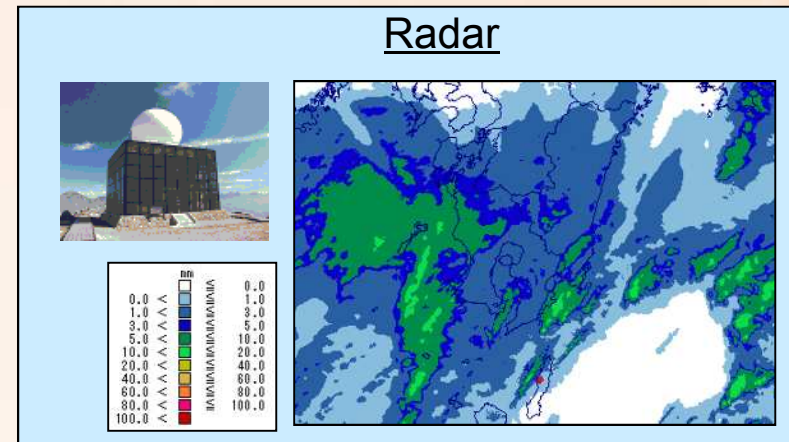 Radar
mm
≦ 0.0
0.0 < ≦ 1.0
1.0 < ≦ 3.0
3.0 < ≦ 5.0
5.0 < ≦ 10.0
10.0 < ≦ 20.0
20.0 < ≦ 40.0
40.0 < ≦ 60.0
60.0 < ≦ 80.0
80.0 < ≦ 100.0
100.0 <